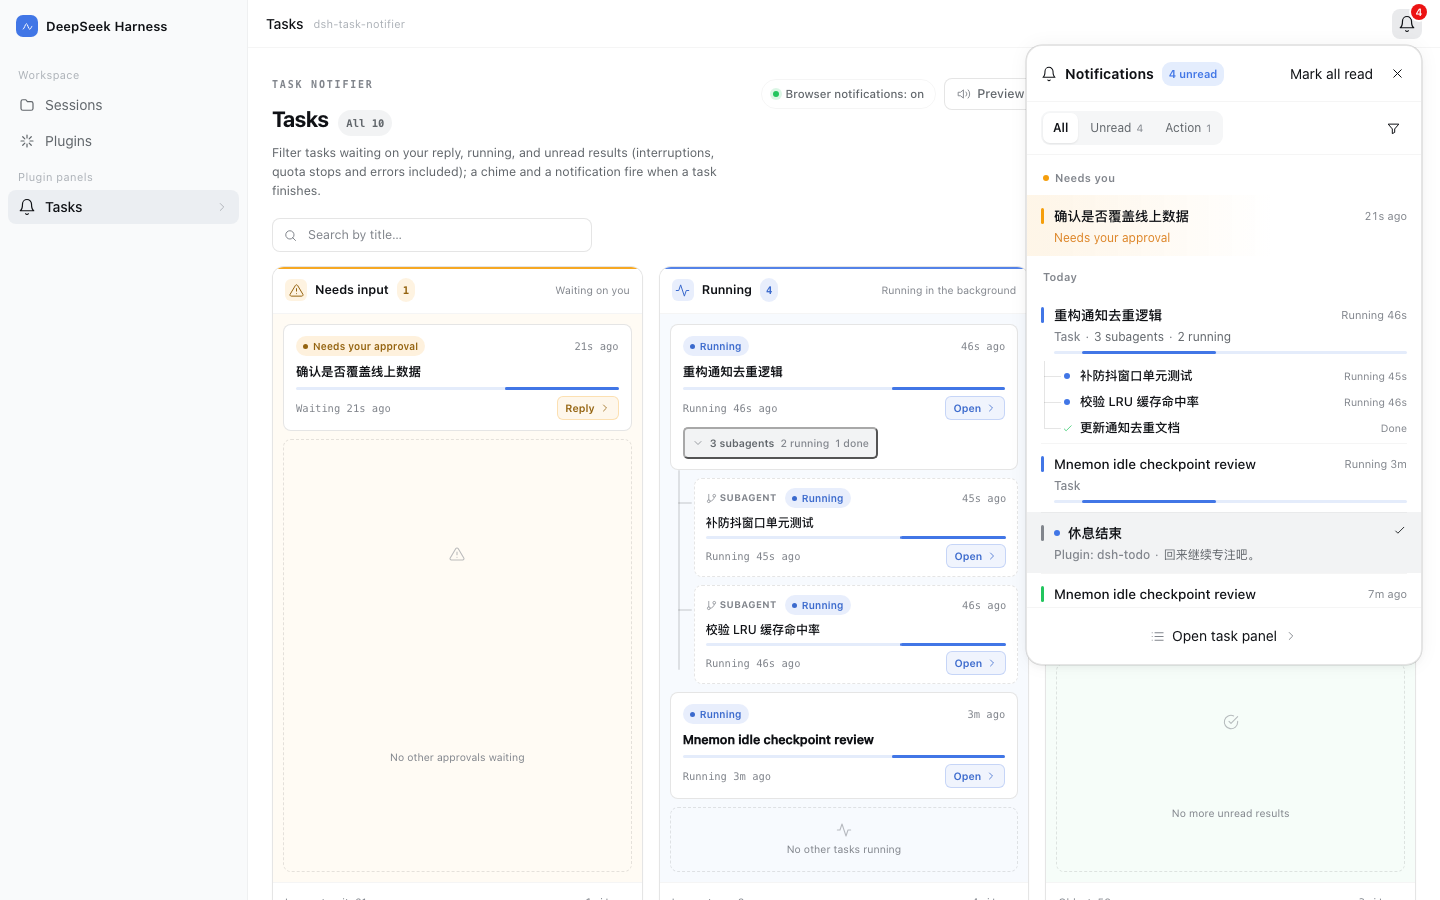 DeepSeek Harness
Workspace
Sessions
Plugins
Plugin panels
Tasks
Tasks dsh-task-notifier
4
TASK NOTIFIER
Tasks All 10
Filter tasks waiting on your reply, running, and unread results (interruptions,
quota stops and errors included); a chime and a notification fire when a task
finishes.
Browser notifications: on
Preview
Search by title...
Needs input 1 Waiting on you
Needs your approval 21s ago
确认是否覆盖线上数据
Waiting 21s ago Reply
No other approvals waiting
Running 4 Running in the background
Running 46s ago
重构通知去重逻辑
Running 46s ago Open
3 subagents 2 running 1 done
SUBAGENT Running 45s ago
补防抖窗口单元测试
Running 45s ago Open
SUBAGENT Running 46s ago
校验 LRU 缓存命中率
Running 46s ago Open
Running 3m ago
Mnemon idle checkpoint review
Running 3m ago Open
No other tasks running
No more unread results
Notifications 4 unread Mark all read
All Unread 4 Action 1
Needs you
确认是否覆盖线上数据 21s ago
Needs your approval
Today
重构通知去重逻辑 Running 46s
Task · 3 subagents · 2 running
补防抖窗口单元测试 Running 45s
校验 LRU 缓存命中率 Running 46s
更新通知去重文档 Done
Mnemon idle checkpoint review Running 3m
Task
休息结束
Plugin: dsh-todo · 回来继续专注吧。
Mnemon idle checkpoint review 7m ago
Open task panel